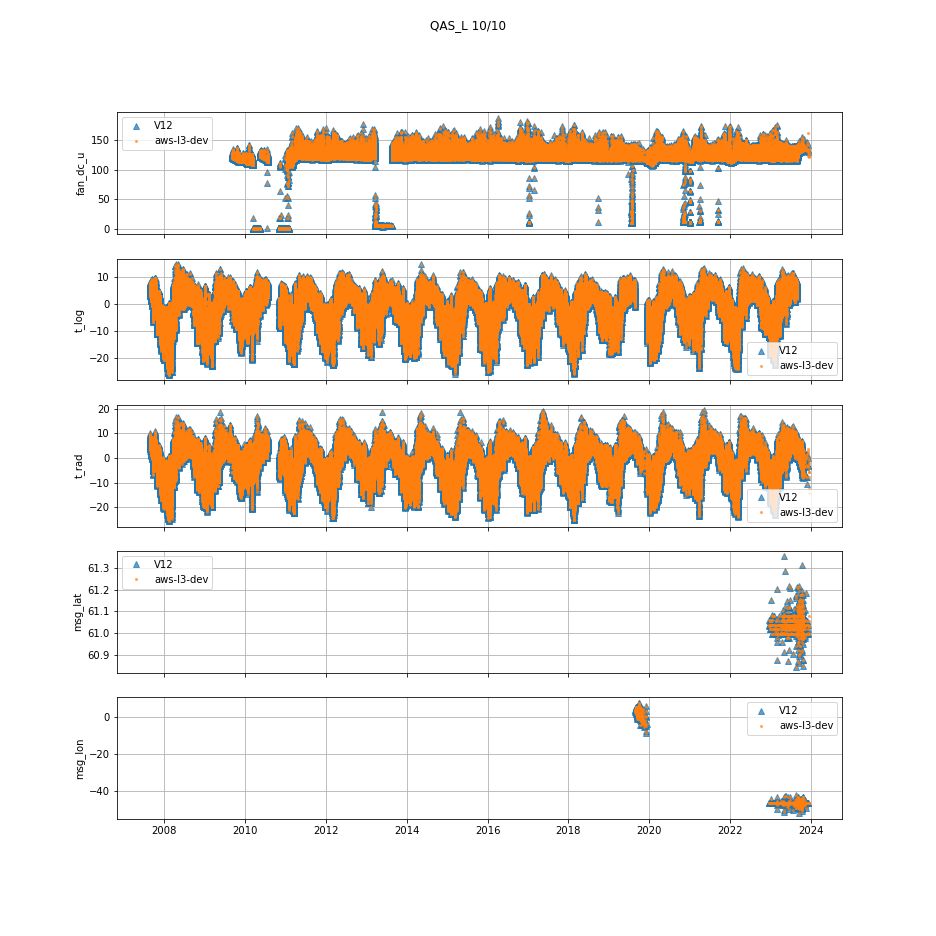 QAS_L 10/10
fan_dc_u
150
100
50
0
V12
aws-l3-dev
t_log
10
0
−10
−20
V12
aws-l3-dev
t_rad
20
10
0
−10
−20
V12
aws-l3-dev
msg_lat
61.3
61.2
61.1
61.0
60.9
V12
aws-l3-dev
msg_lon
0
−20
−40
V12
aws-l3-dev
2008 2010 2012 2014 2016 2018 2020 2022 2024